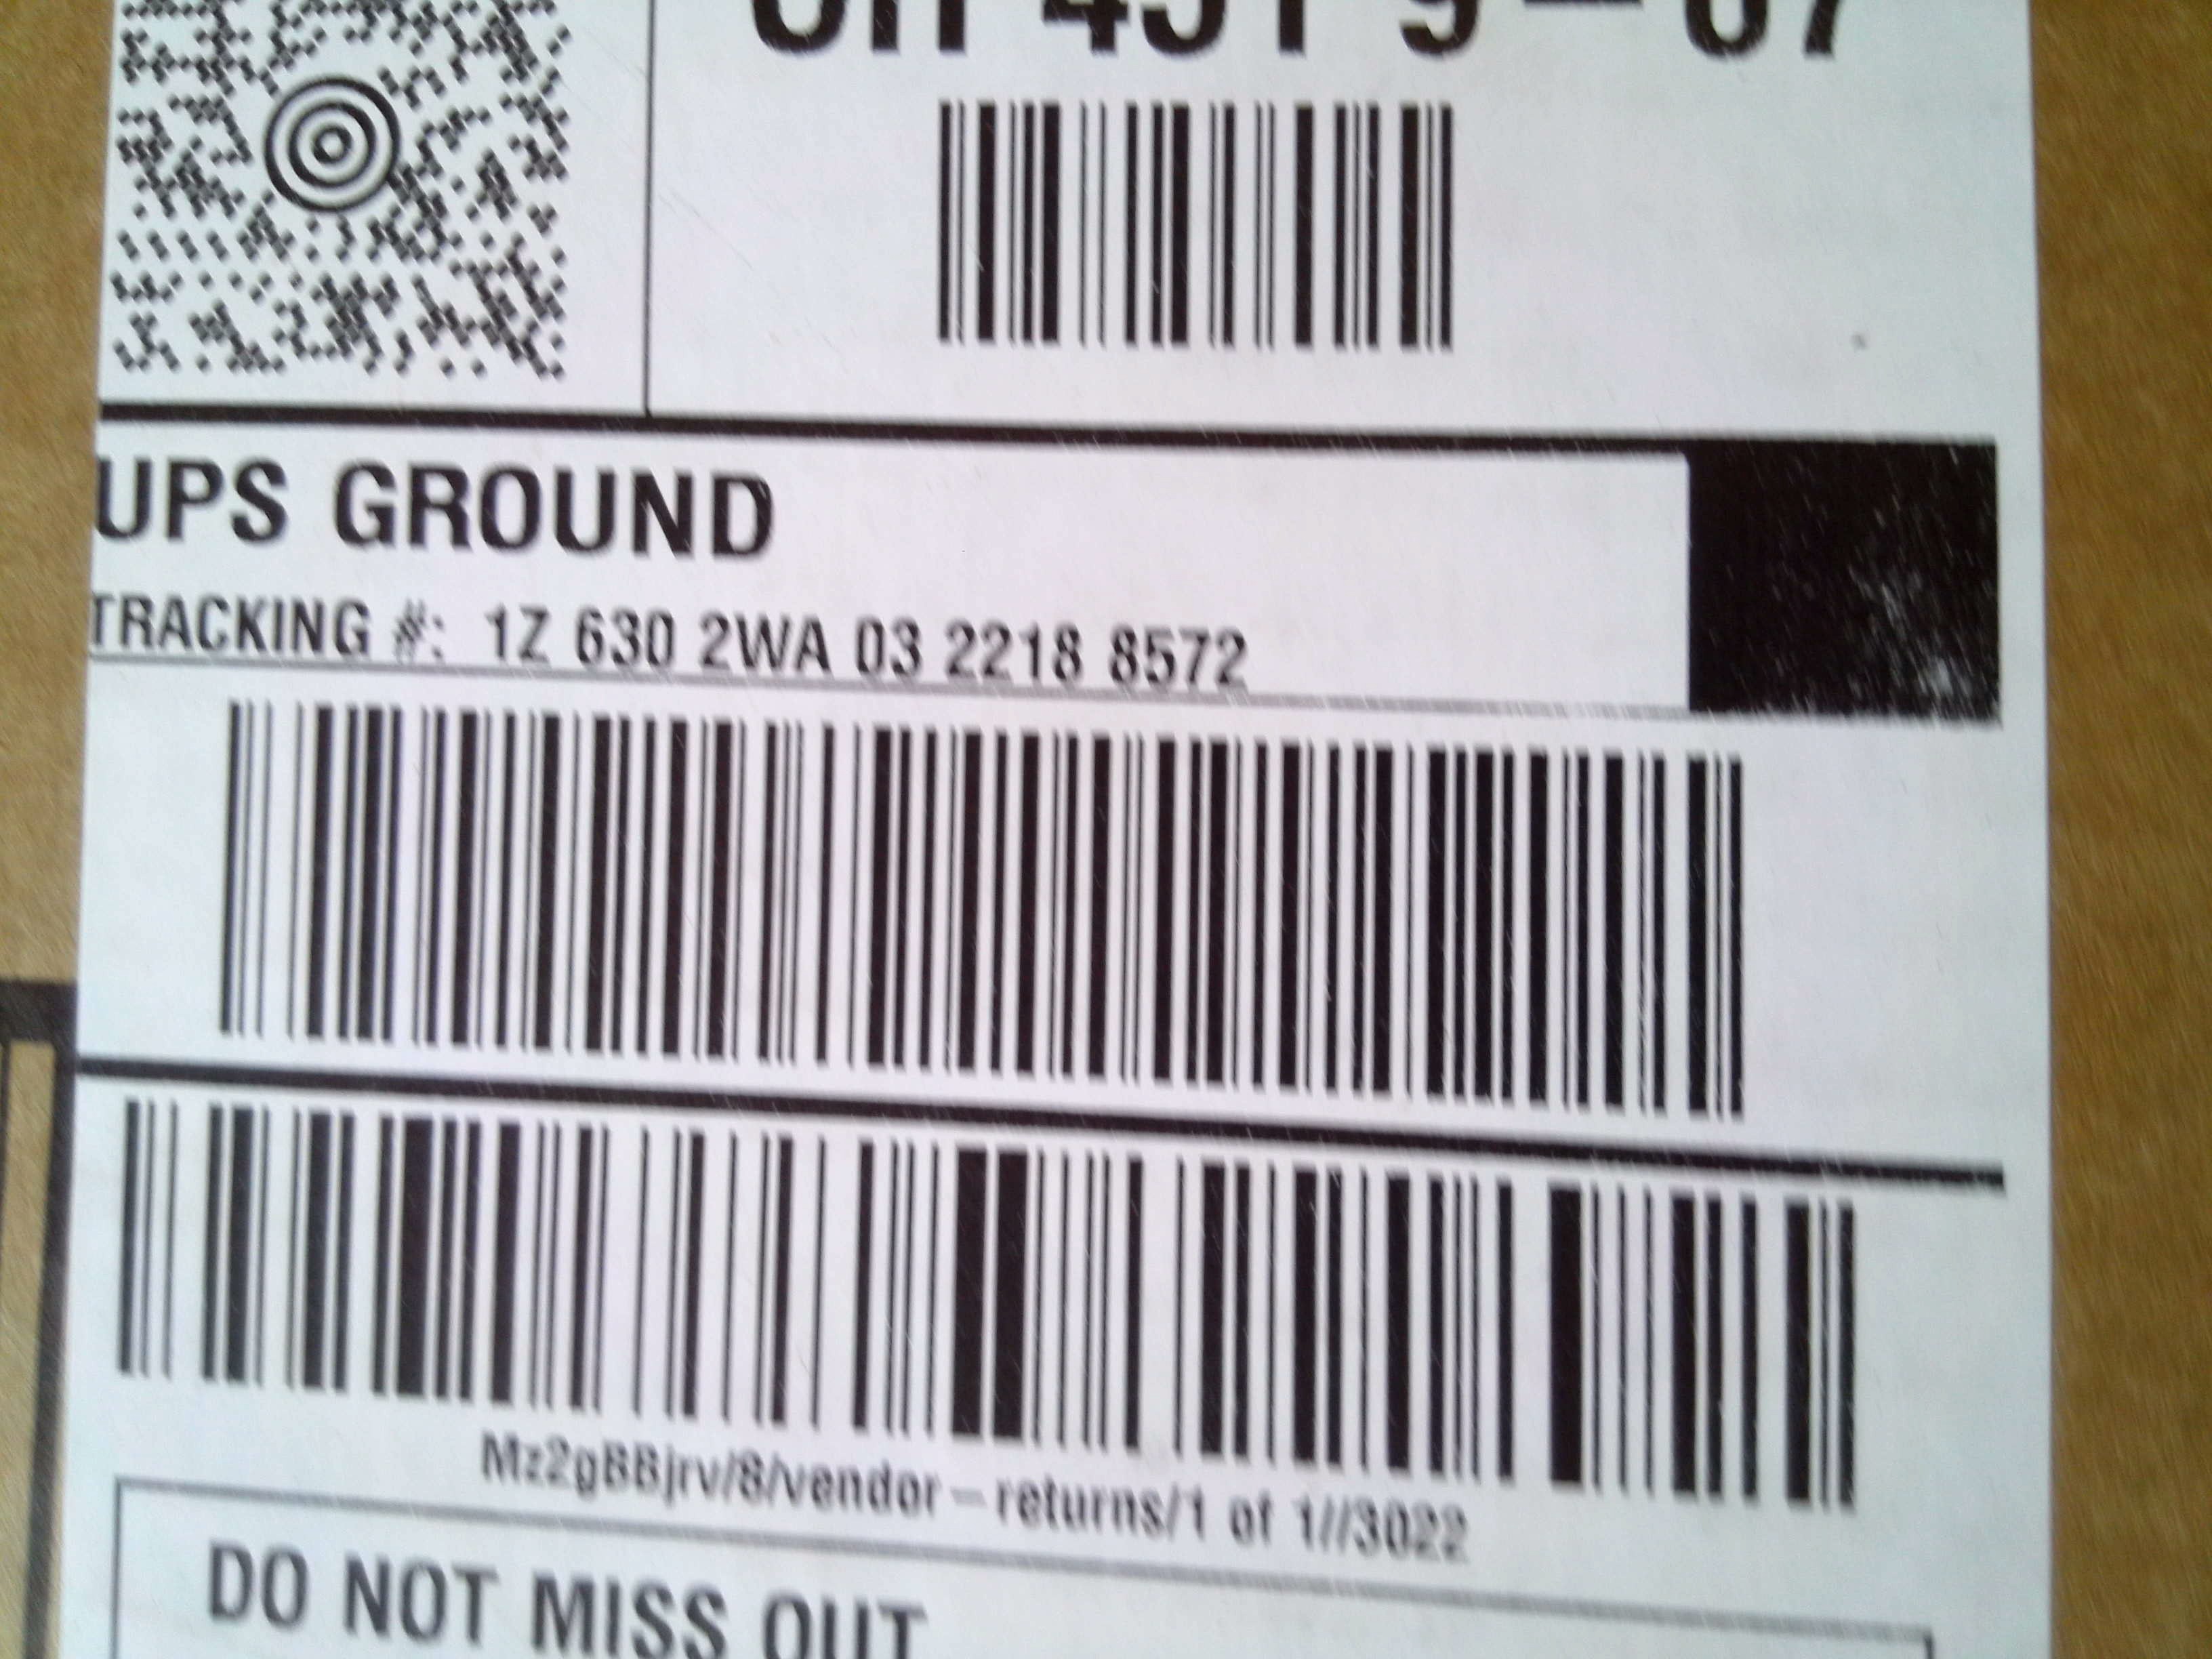 UPS GROUND
TRACKING #: 1Z 630 2WA 03 2218 8572
Mz2gBBjrv/8/vendor-returns/1 of 1//3022
DO NOT MISS OUT